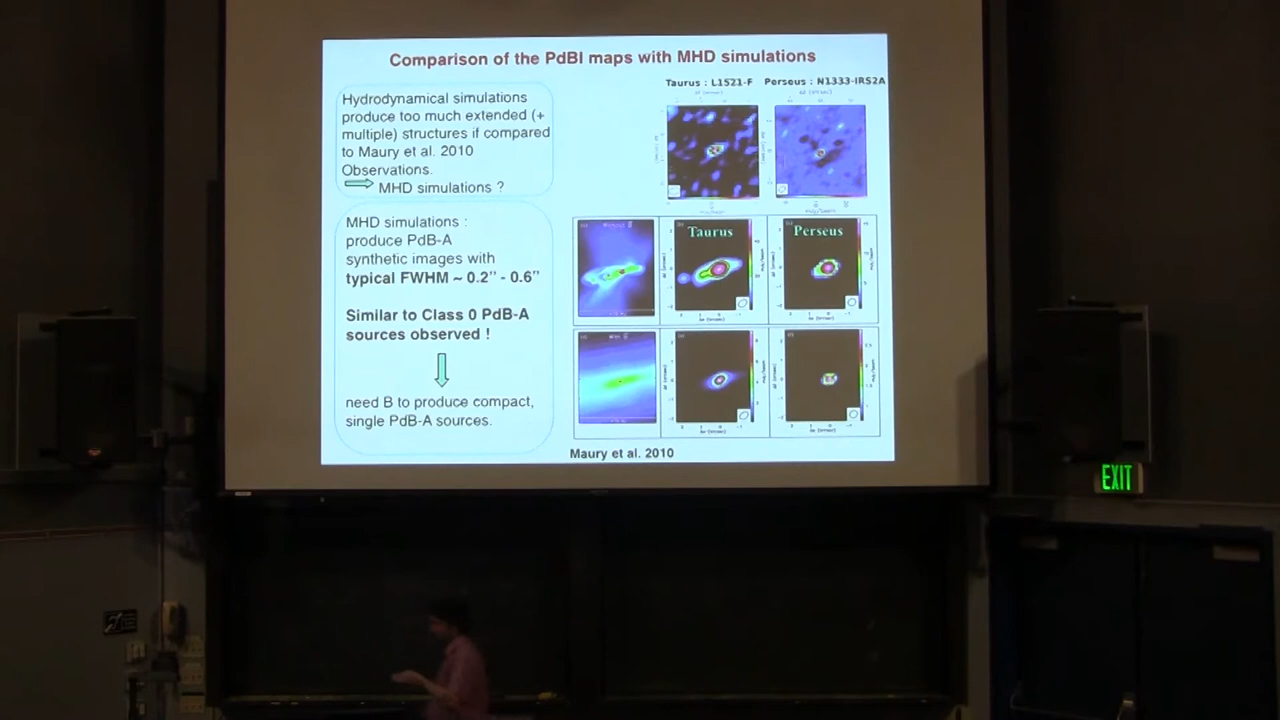 Comparison of the PdBI maps with MHD simulations
Taurus : L1521-F Perseus : N1333-IRS2A
Hydrodynamical simulations
produce too much extended (+
multiple) structures if compared
to Maury et al. 2010
Observations.
MHD simulations ?
MHD simulations :
produce PdB-A
synthetic images with
typical FWHM ~ 0.2" - 0.6"
Similar to Class 0 PdB-A
sources observed !
need B to produce compact,
single PdB-A sources.
Taurus
Perseus
Maury et al. 2010
EXIT